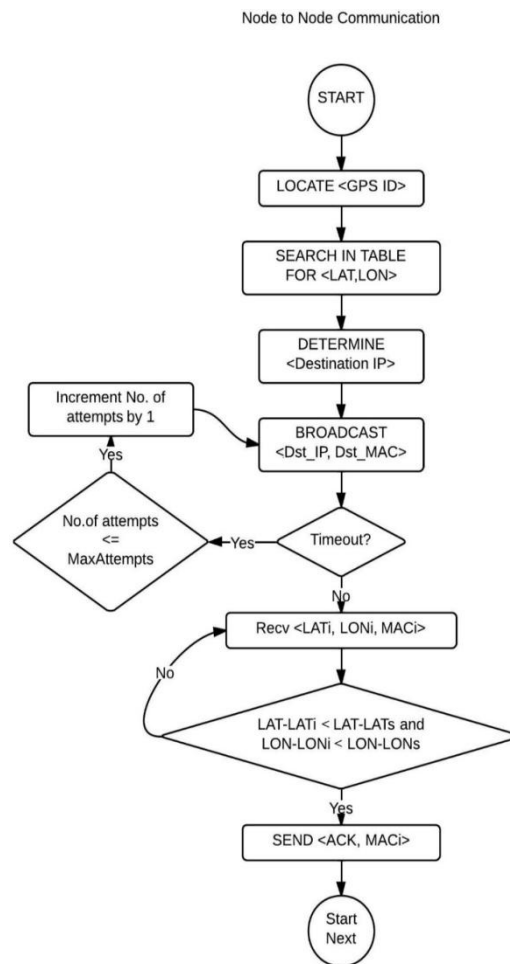 Node to Node Communication
START
LOCATE <GPS ID>
SEARCH IN TABLE
FOR <LAT,LON>
DETERMINE
<Destination IP>
Increment No. of
attempts by 1
BROADCAST
<Dst_IP, Dst_MAC>
Yes
No.of attempts
<=
MaxAttempts
Yes
Timeout?
No
Recv <LATi, LONi, MACi>
No
LAT-LATi < LAT-LATs and
LON-LONi < LON-LONs
Yes
SEND <ACK, MACi>
Start
Next